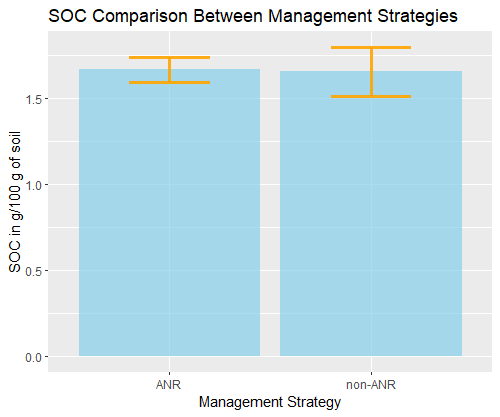 SOC Comparison Between Management Strategies
SOC in g/100 g of soil
1.5
1.0
0.5
0.0
ANR
non-ANR
Management Strategy